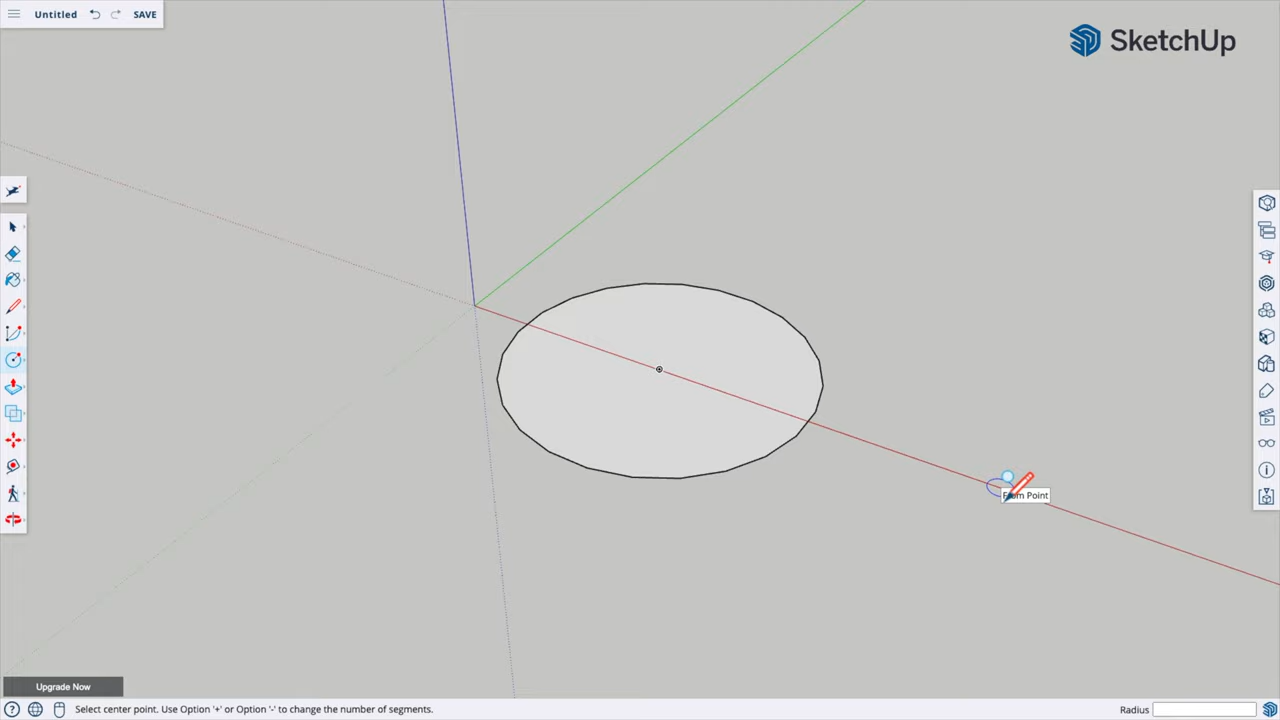 Untitled
SAVE
SketchUp
From Point
Upgrade Now
Select center point. Use Option '+' or Option '-' to change the number of segments.
Radius